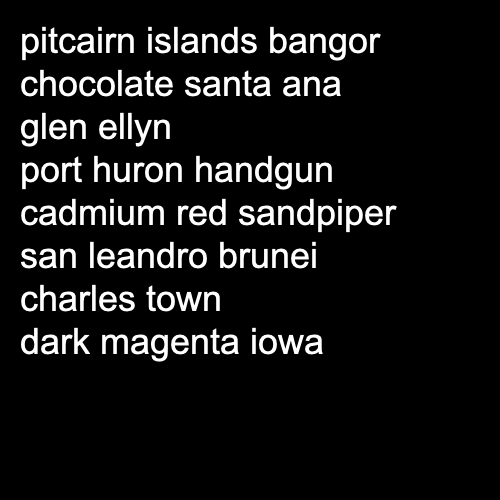 pitcairn islands bangor
chocolate santa ana
glen ellyn
port huron handgun
cadmium red sandpiper
san leandro brunei
charles town
dark magenta iowa